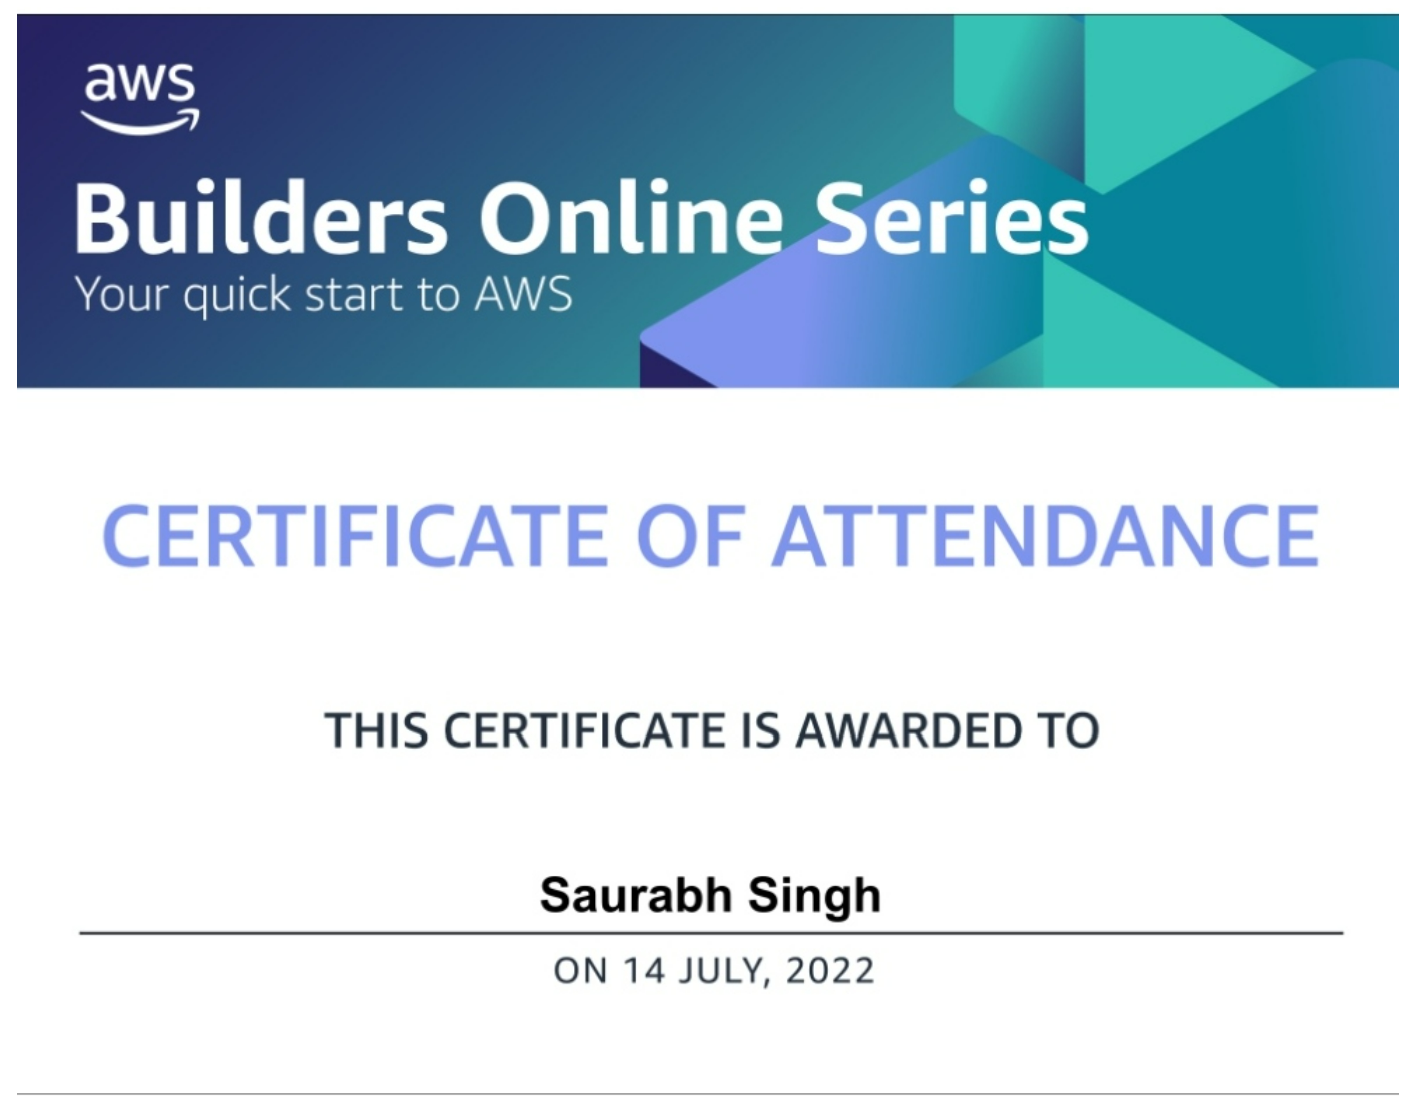 aws
Builders Online Series
Your quick start to AWS
CERTIFICATE OF ATTENDANCE
THIS CERTIFICATE IS AWARDED TO
Saurabh Singh
ON 14 JULY, 2022